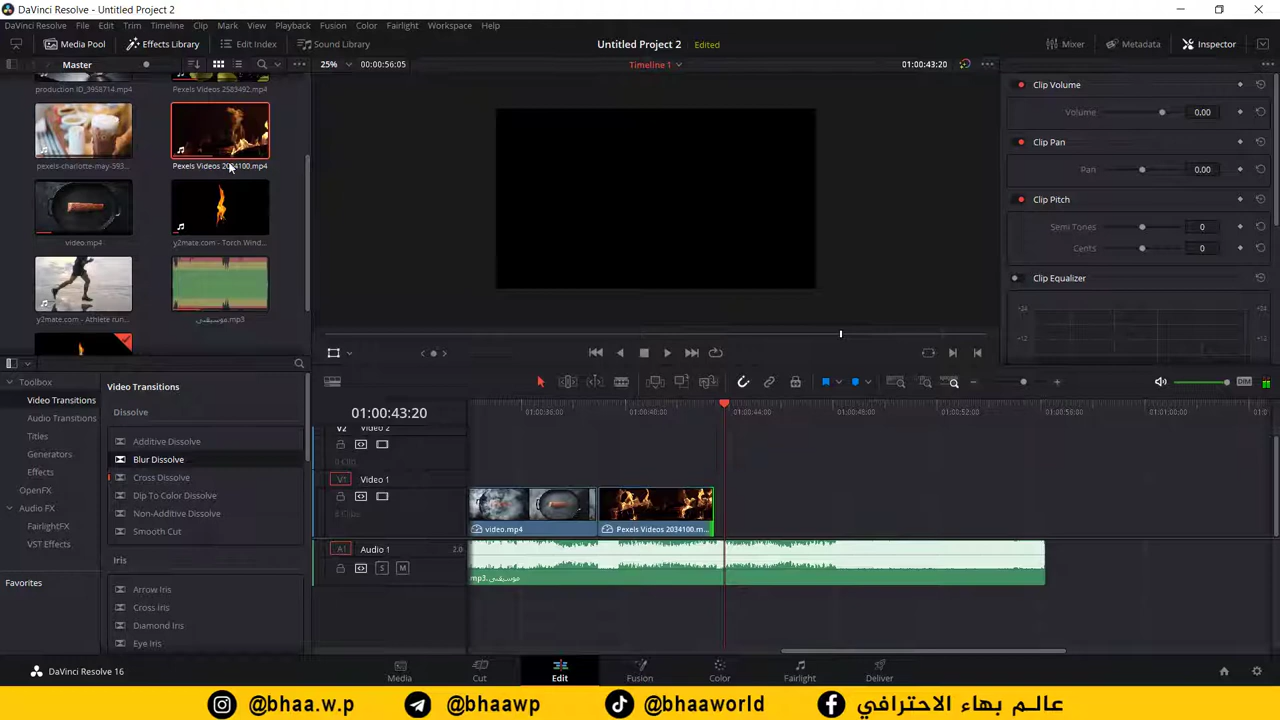 DaVinci Resolve - Untitled Project 2
DaVinci Resolve File Edit Trim Timeline Clip Mark View Playback Fusion Color Fairlight Workspace Help
Media Pool Effects Library Edit Index Sound Library Untitled Project 2 Edited Mixer Metadata Inspector
Master 25% 00:00:56:05 Timeline 1 01:00:43:20
production ID_3958714.mp4 Pexels Videos 2583492.mp4
pexels-charlotte-may-593... Pexels Videos 2034100.mp4
video.mp4 y2mate.com - Torch Wind...
y2mate.com - Athlete run... موسيقى.mp3
Clip Volume
Volume 0.00
Clip Pan
Pan 0.00
Clip Pitch
Semi Tones 0
Cents 0
Clip Equalizer
+24 +24
Toolbox
Video Transitions
Audio Transitions
Titles
Generators
Effects
OpenFX
Audio FX
FairlightFX
VST Effects
Favorites
Video Transitions
Dissolve
Additive Dissolve
Blur Dissolve
Cross Dissolve
Dip To Color Dissolve
Non-Additive Dissolve
Smooth Cut
Iris
Arrow Iris
Cross Iris
Diamond Iris
Eye Iris
DIM
01:00:43:20 01:00:36:00 01:00:40:00 01:00:44:00 01:00:48:00 01:00:52:00 01:00:56:00 01:01:00:00
V2 Video 2
0 Clip
V1 Video 1
8 Clips
video.mp4 Pexels Videos 2034100.m...
A1 Audio 1 2.0
S M
موسيقى.mp3
DaVinci Resolve 16 Media Cut Edit Fusion Color Fairlight Deliver
@bhaa.w.p @bhaawp @bhaaworld عالم بهاء الاحترافي